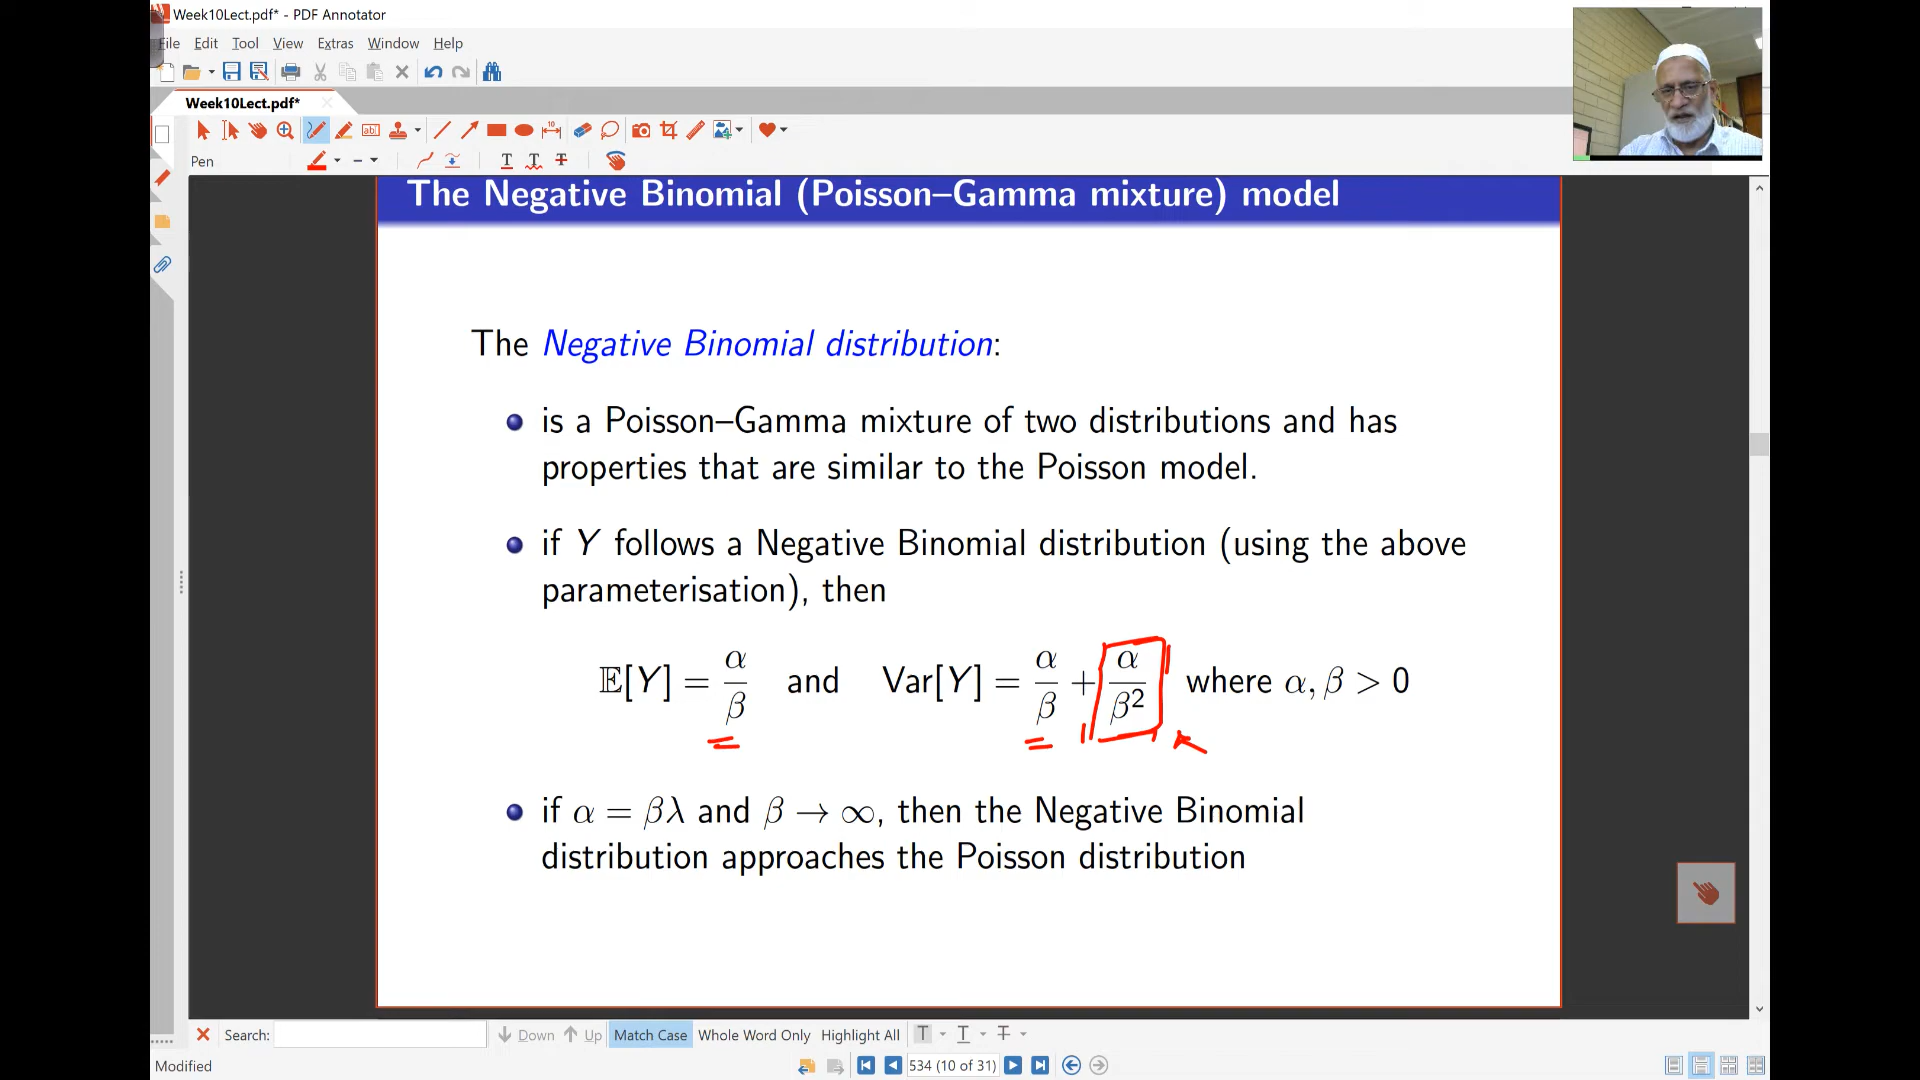 Week10Lect.pdf* - PDF Annotator
File Edit Tool View Extras Window Help
Week10Lect.pdf*
Pen
The Negative Binomial (Poisson–Gamma mixture) model
The Negative Binomial distribution:
is a Poisson–Gamma mixture of two distributions and has
properties that are similar to the Poisson model.
if Y follows a Negative Binomial distribution (using the above
parameterisation), then
𝔼[Y] = α/β and Var[Y] = α/β + α/β² where α, β > 0
if α = βλ and β → ∞, then the Negative Binomial
distribution approaches the Poisson distribution
Search: Down Up Match Case Whole Word Only Highlight All
Modified 534 (10 of 31)